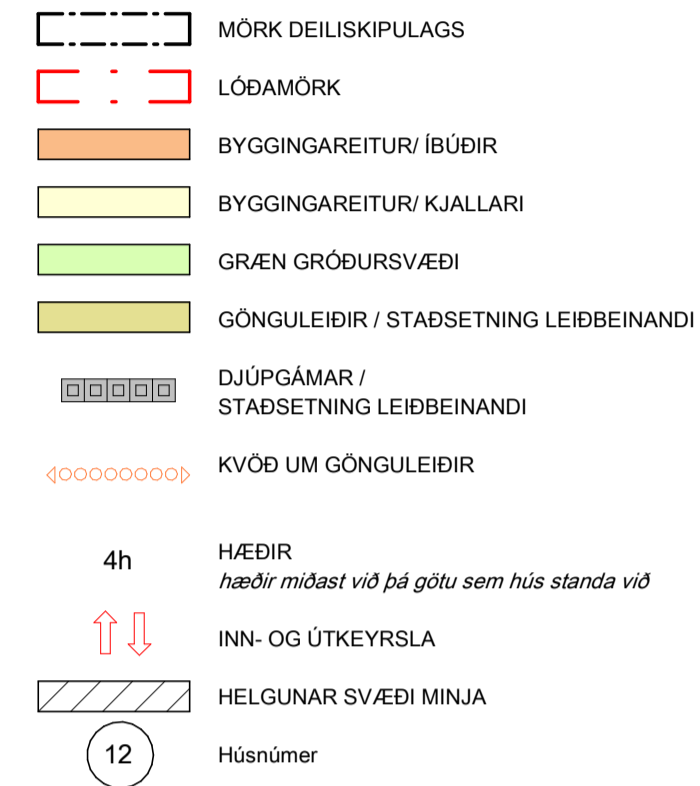 MÖRK DEILISKIPULAGS
LÓÐAMÖRK
BYGGINGAREITUR/ ÍBÚÐIR
BYGGINGAREITUR/ KJALLARI
GRÆN GRÓÐURSVÆÐI
GÖNGULEIÐIR / STAÐSETNING LEIÐBEINANDI
DJÚPGÁMAR /
STAÐSETNING LEIÐBEINANDI
KVÖÐ UM GÖNGULEIÐIR
4h HÆÐIR
hæðir miðast við þá götu sem hús standa við
INN- OG ÚTKEYRSLA
HELGUNAR SVÆÐI MINJA
12 Húsnúmer